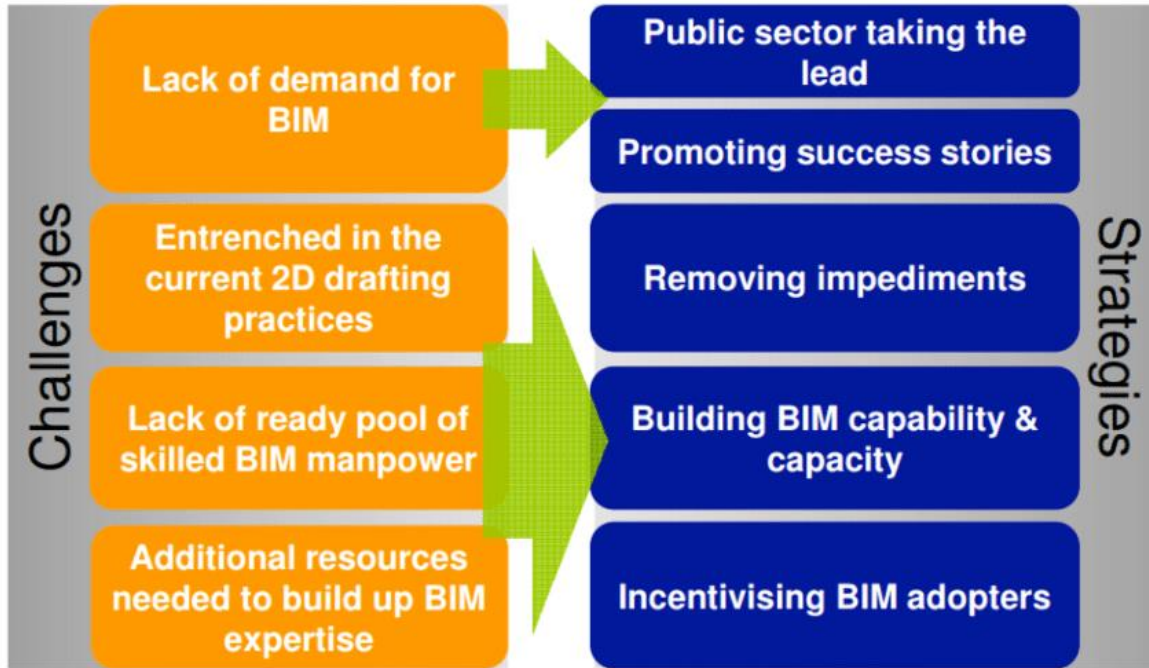 Challenges
Lack of demand for
BIM
Entrenched in the
current 2D drafting
practices
Lack of ready pool of
skilled BIM manpower
Additional resources
needed to build up BIM
expertise
Public sector taking the
lead
Promoting success stories
Removing impediments
Building BIM capability &
capacity
Incentivising BIM adopters
Strategies